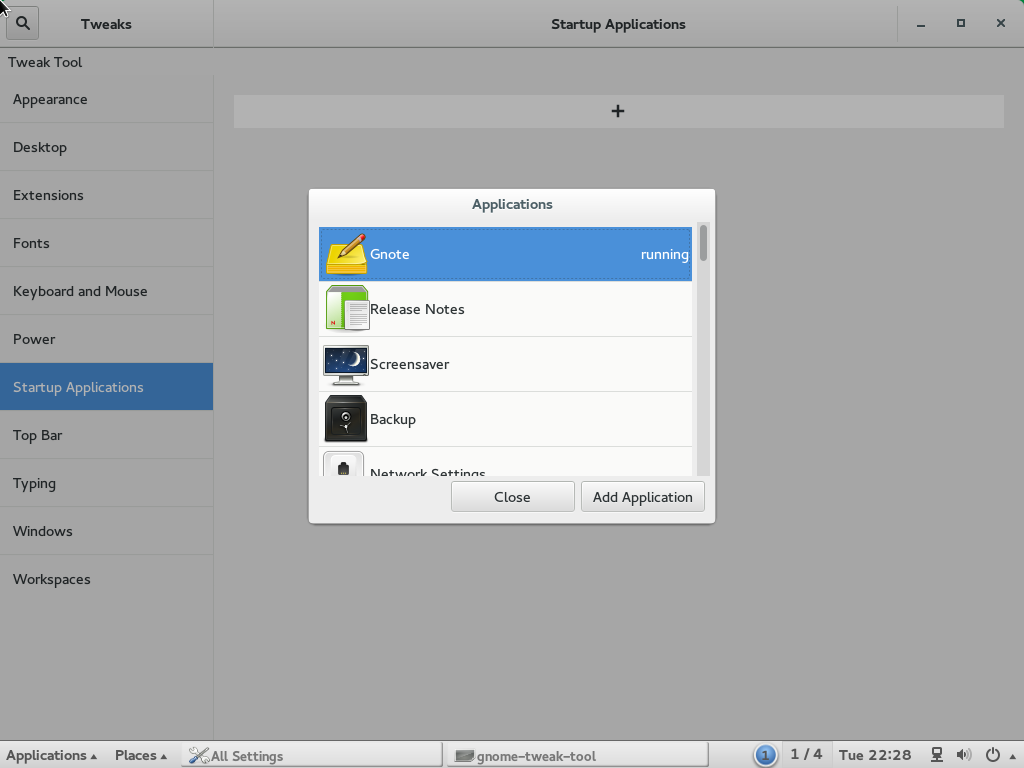 Tweaks
Startup Applications
Tweak Tool
Appearance
Desktop
Extensions
Fonts
Keyboard and Mouse
Power
Startup Applications
Top Bar
Typing
Windows
Workspaces
+
Applications
Gnote running
Release Notes
Screensaver
Backup
Network Settings
Close Add Application
Applications Places All Settings gnome-tweak-tool 1 1 / 4 Tue 22:28